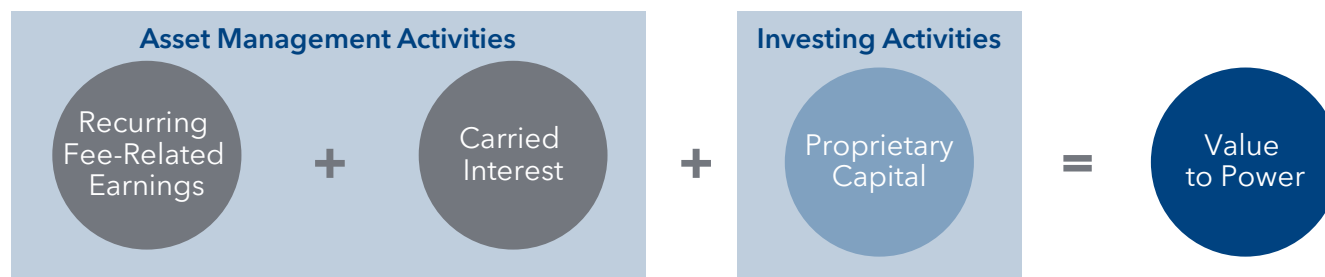 Asset Management Activities
Investing Activities
Recurring
Fee-Related
Earnings
+
Carried
Interest
+
Proprietary
Capital
=
Value
to Power